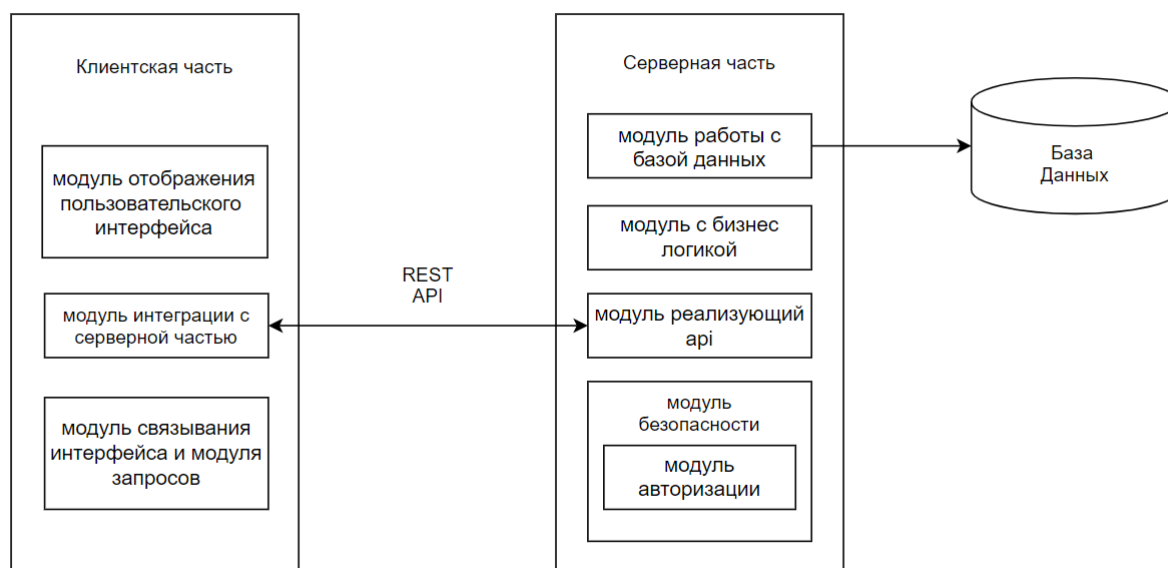 Клиентская часть
модуль отображения
пользовательского
интерфейса
модуль интеграции с
серверной частью
модуль связывания
интерфейса и модуля
запросов
REST
API
Серверная часть
модуль работы с
базой данных
модуль с бизнес
логикой
модуль реализующий
api
модуль
безопасности
модуль
авторизации
База
Данных